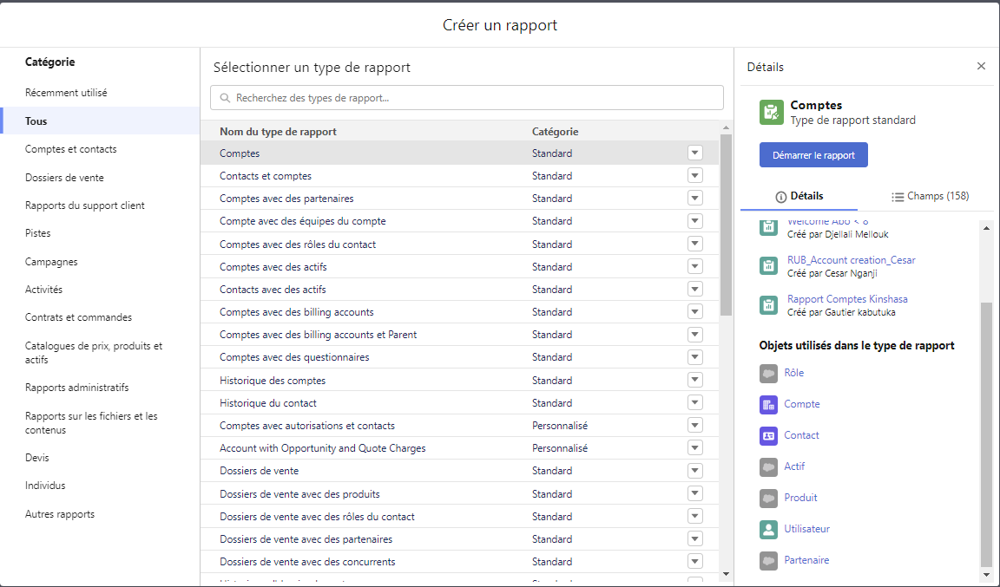 Créer un rapport
Catégorie
Récemment utilisé
Tous
Comptes et contacts
Dossiers de vente
Rapports du support client
Pistes
Campagnes
Activités
Contrats et commandes
Catalogues de prix, produits et
actifs
Rapports administratifs
Rapports sur les fichiers et les
contenus
Devis
Individus
Autres rapports
Sélectionner un type de rapport
Recherchez des types de rapport...
Nom du type de rapport Catégorie
Comptes Standard
Contacts et comptes Standard
Comptes avec des partenaires Standard
Compte avec des équipes du compte Standard
Comptes avec des rôles du contact Standard
Comptes avec des actifs Standard
Contacts avec des actifs Standard
Comptes avec des billing accounts Standard
Comptes avec des billing accounts et Parent Standard
Comptes avec des questionnaires Standard
Historique des comptes Standard
Historique du contact Standard
Comptes avec autorisations et contacts Personnalisé
Account with Opportunity and Quote Charges Personnalisé
Dossiers de vente Standard
Dossiers de vente avec des produits Standard
Dossiers de vente avec des rôles du contact Standard
Dossiers de vente avec des partenaires Standard
Dossiers de vente avec des concurrents Standard
Détails
Comptes
Type de rapport standard
Démarrer le rapport
Détails Champs (158)
Welcome Abo < 8
Créé par Djellali Mellouk
RUB_Account creation_Cesar
Créé par Cesar Nganji
Rapport Comptes Kinshasa
Créé par Gautier kabutuka
Objets utilisés dans le type de rapport
Rôle
Compte
Contact
Actif
Produit
Utilisateur
Partenaire